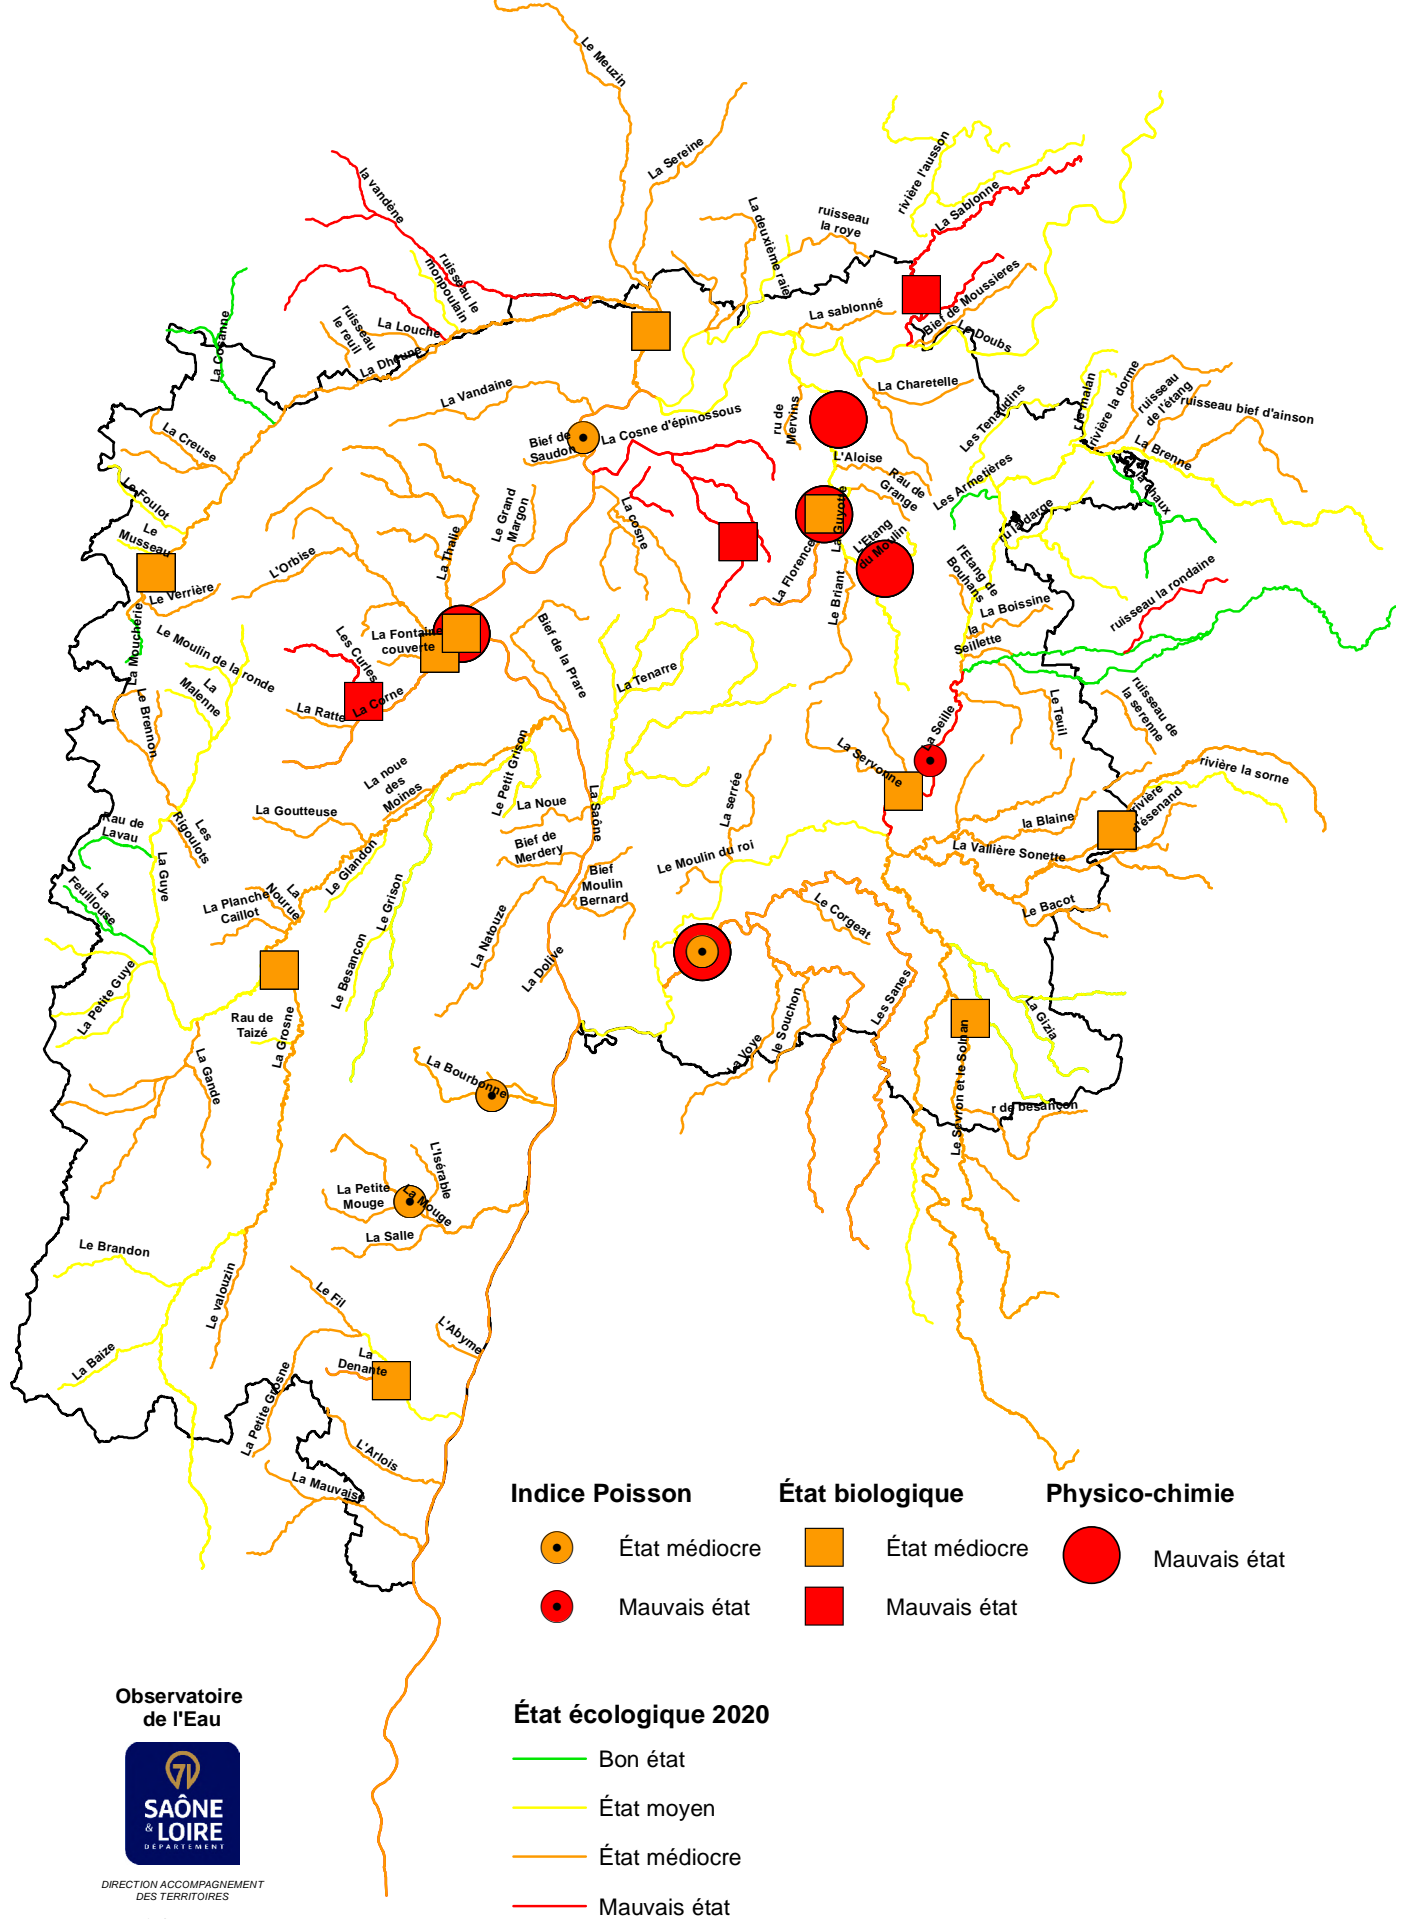 Le Meuzin
La Sereine
la vandène
rivière l'ausson
La Sablonne
La deuxième raie
ruisseau
la roye
ruisseau le
monpoulain
Bief de Moussieres
La Cosanne
La Louche
ruisseau
le reuil
La sablonné
Le Doubs
La Dheune
La Charetelle
La Vandaine
ru de
Mervins
Les Tenaudins
r le malan
rivière la dorme
ruisseau
de l'étang
ruisseau bief d'ainson
La Creuse
Bief de
Saudon
La Cosne d'épinossous
La Brenne
L'Aloise
Rau de
Grange
Les Armetières
la chaux
Le Foulot
Le
Musseau
Le Grand
Margon
La cosne
La Guyotte
L'Etang
du Moulin
ru la darge
L'Orbise
La Thalie
La Florence
l'Etang de
Bouhans
Le Verrière
Le Briant
La Boissine
ruisseau la rondaine
La Moucherie
Le Moulin de la ronde
Les Curles
La Fontaine
couverte
Bief de la Prare
la
Seillette
La
Malenne
La Tenarre
La Corne
La Ratte
Le Brennon
La Seille
Le Teuil
ruisseau de
la serenne
La noue
des
Moines
Le Petit Grison
La Servonne
rivière la sorne
La Goutteuse
La Noue
La Saône
La serrée
rivière
d'ésenand
Rau de
Lavau
Les
Rigoulots
la Blaine
Bief de
Merdery
La Vallière Sonette
La Guye
Le Glandon
Le Moulin du roi
Bief
Moulin
Bernard
La
Feuillouse
La Planche
Caillot
La
Nourue
Le Grison
Le Corgeat
Le Bacot
La Natouze
Le Besançon
La Dolive
La Petite Guye
Rau de
Taizé
La Grosne
le Souchon
Les Sanes
La Gizia
La Voye
La Gande
La Bourbonne
Le Sevron et le Solnan
r de besançon
L'Isérable
La Petite
Mouge
La Mouge
La Salle
Le Brandon
Le valouzin
Le Fil
L'Abyme
La Baize
La
Denante
La Petite Grosne
L'Arlois
La Mauvaise
Indice Poisson
État médiocre
Mauvais état
État biologique
État médiocre
Mauvais état
Physico-chimie
Mauvais état
Observatoire
de l'Eau
71
SAÔNE
& LOIRE
DÉPARTEMENT
DIRECTION ACCOMPAGNEMENT
DES TERRITOIRES
État écologique 2020
Bon état
État moyen
État médiocre
Mauvais état